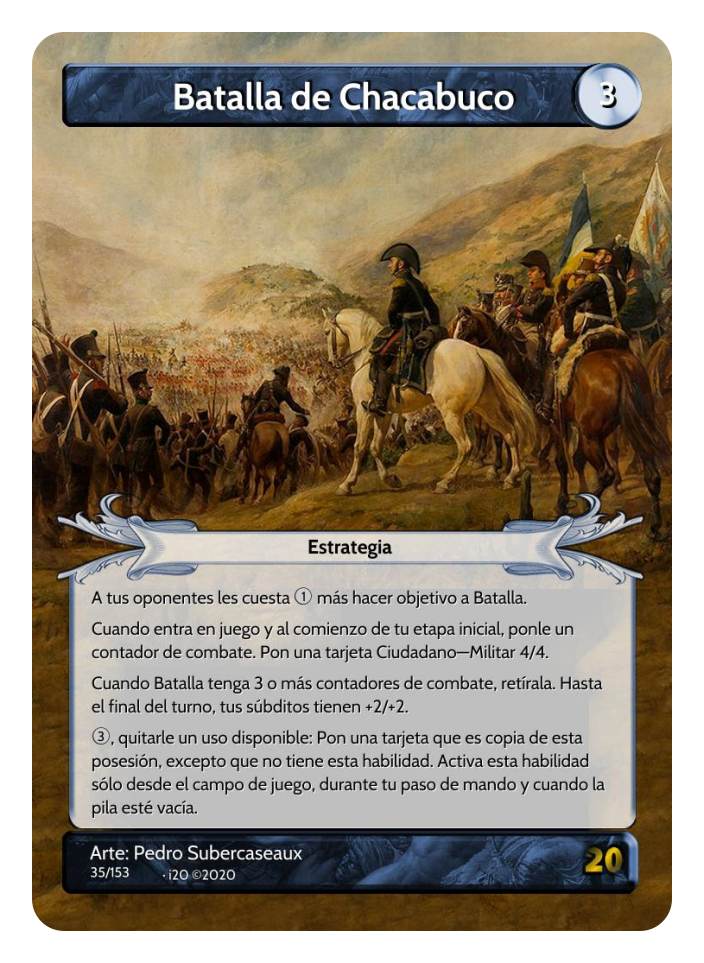 Batalla de Chacabuco
3
Estrategia
A tus oponentes les cuesta ① más hacer objetivo a Batalla.
Cuando entra en juego y al comienzo de tu etapa inicial, ponle un
contador de combate. Pon una tarjeta Ciudadano—Militar 4/4.
Cuando Batalla tenga 3 o más contadores de combate, retírala. Hasta
el final del turno, tus súbditos tienen +2/+2.
③, quitarle un uso disponible: Pon una tarjeta que es copia de esta
posesión, excepto que no tiene esta habilidad. Activa esta habilidad
sólo desde el campo de juego, durante tu paso de mando y cuando la
pila esté vacía.
Arte: Pedro Subercaseaux
35/153 · i20 ©2020
20